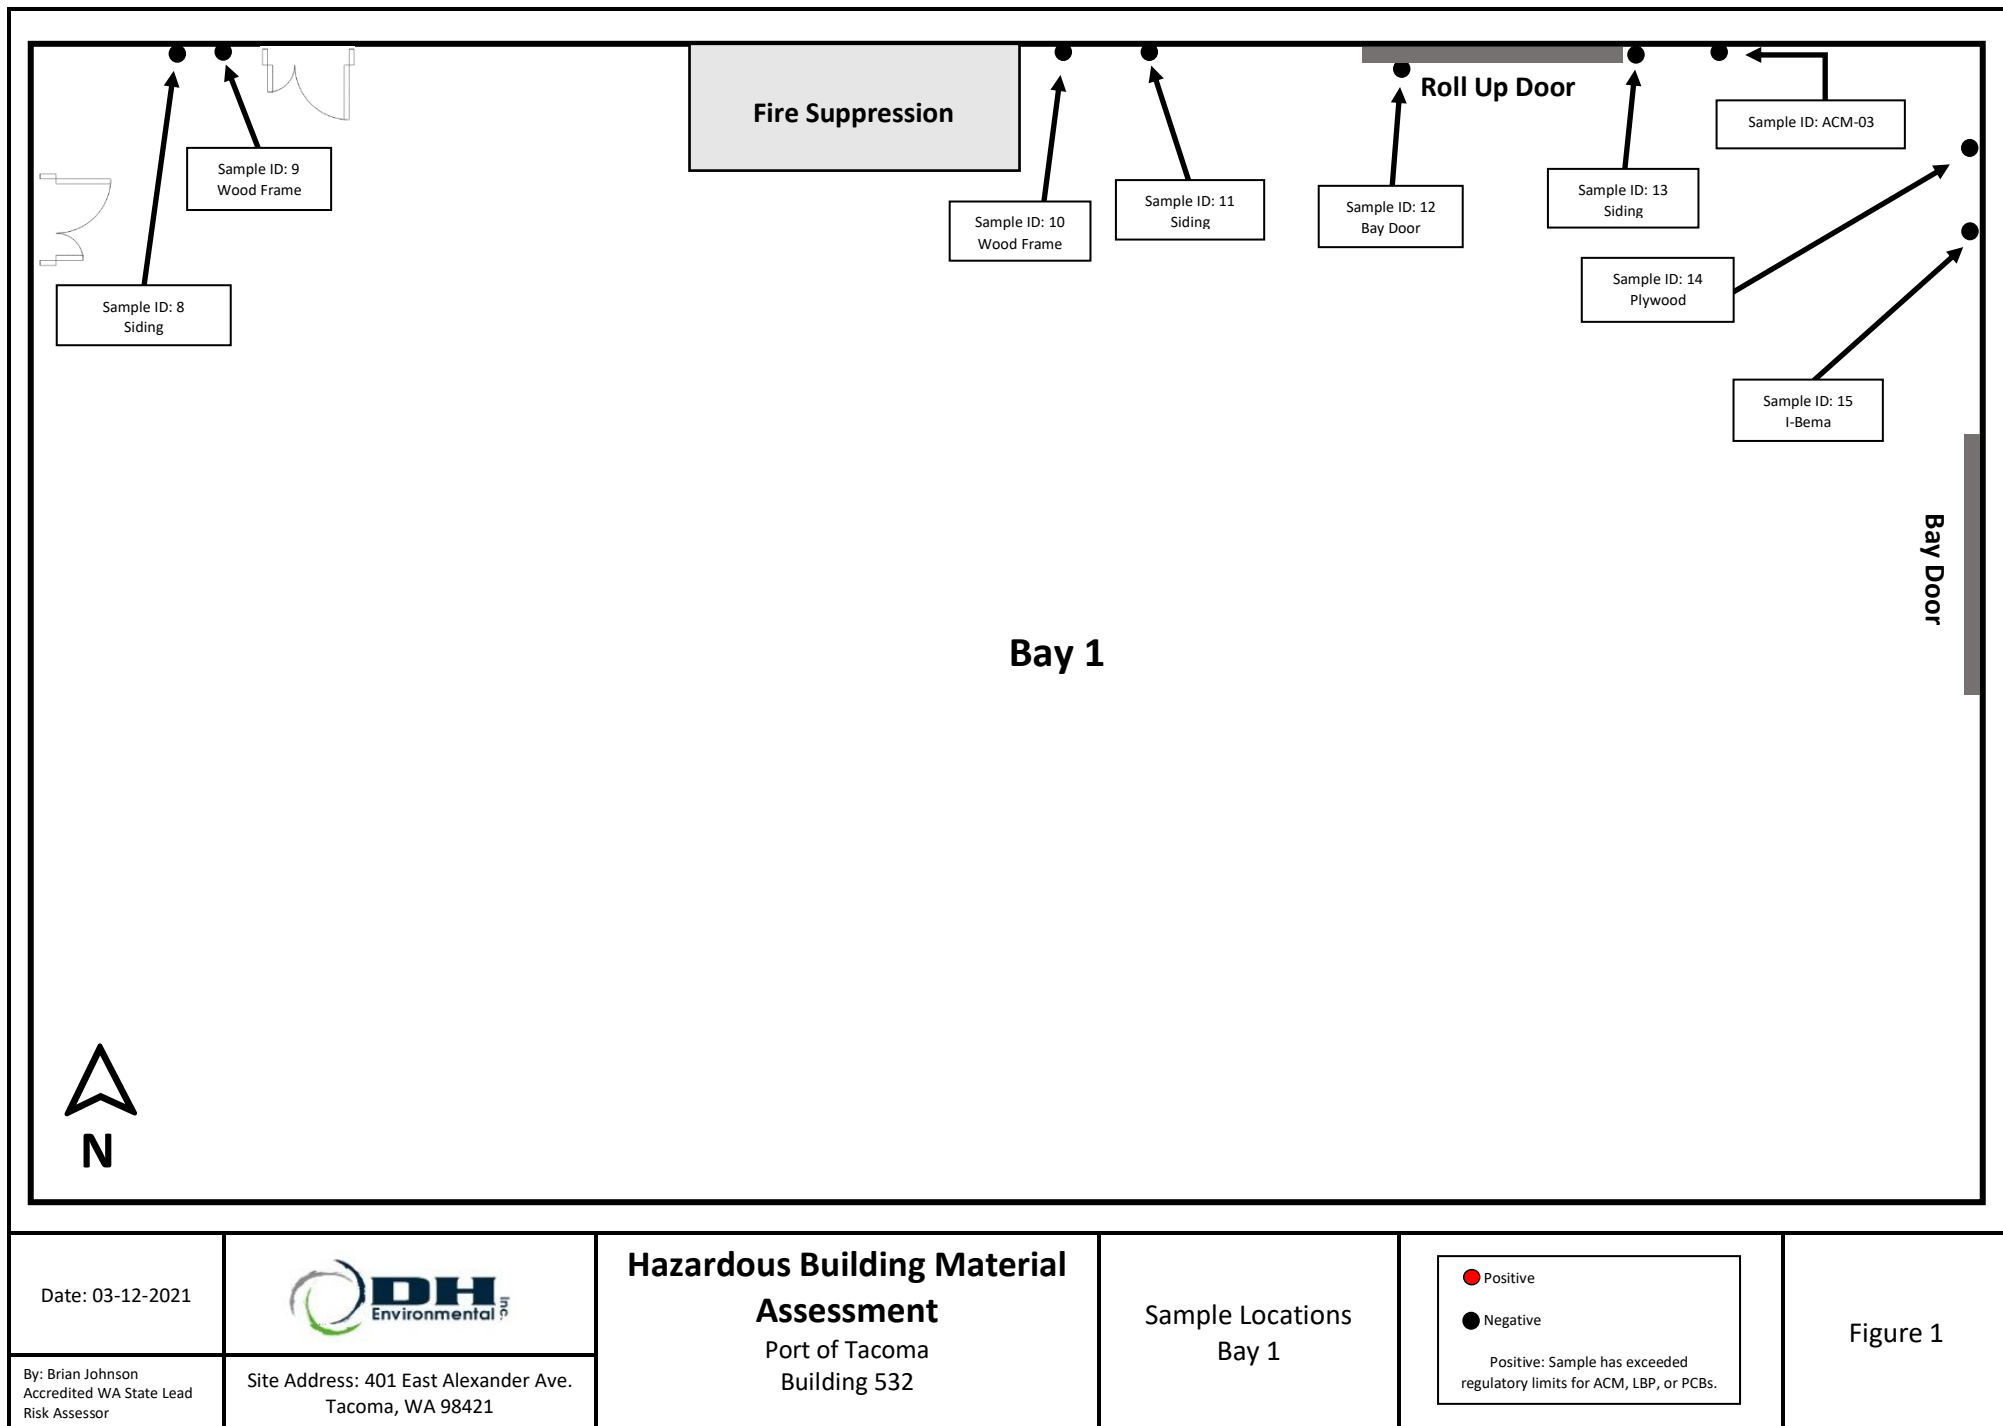 Fire Suppression
Roll Up Door
Sample ID: ACM-03
Sample ID: 9
Wood Frame
Sample ID: 10
Wood Frame
Sample ID: 11
Siding
Sample ID: 12
Bay Door
Sample ID: 13
Siding
Sample ID: 14
Plywood
Sample ID: 8
Siding
Sample ID: 15
I-Bema
Bay Door
Bay 1
N
Date: 03-12-2021
By: Brian Johnson
Accredited WA State Lead
Risk Assessor
DH
Environmental Inc.
Site Address: 401 East Alexander Ave.
Tacoma, WA 98421
Hazardous Building Material
Assessment
Port of Tacoma
Building 532
Sample Locations
Bay 1
Positive
Negative
Positive: Sample has exceeded
regulatory limits for ACM, LBP, or PCBs.
Figure 1